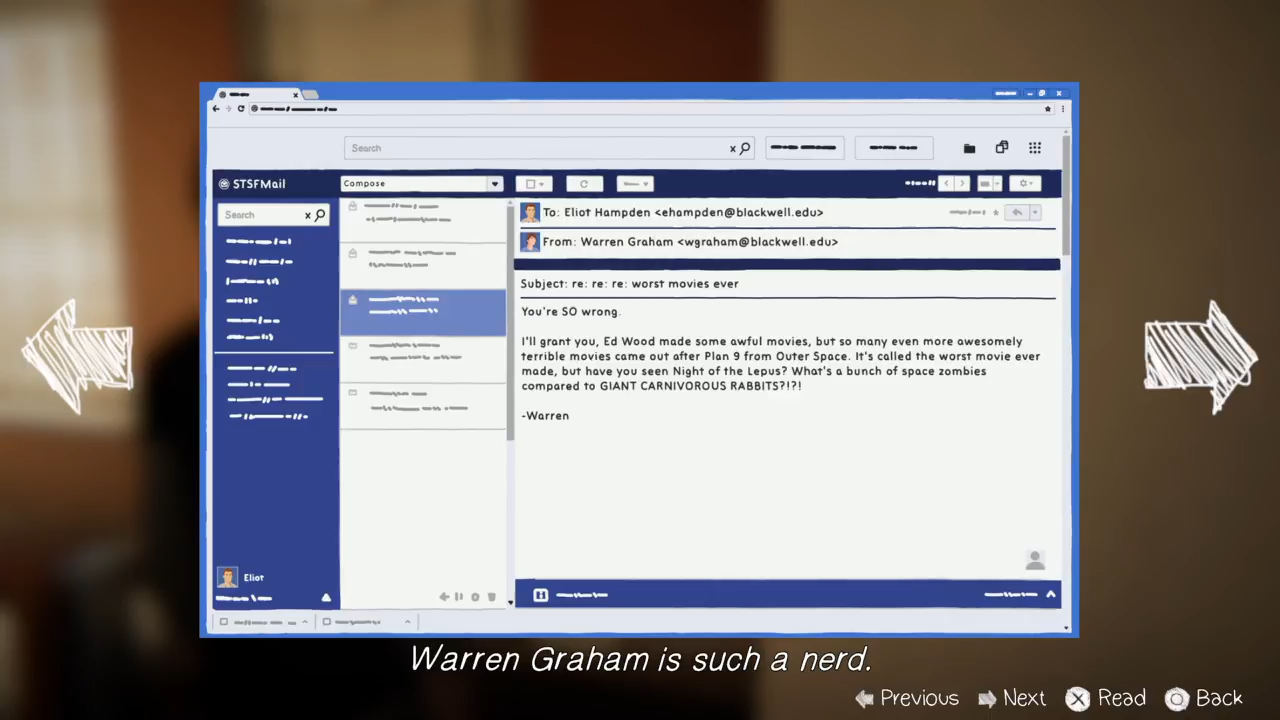 Search
STSFMail
Compose
Search
To: Eliot Hampden <ehampden@blackwell.edu>
From: Warren Graham <wgraham@blackwell.edu>
Subject: re: re: re: worst movies ever
You're SO wrong.
I'll grant you, Ed Wood made some awful movies, but so many even more awesomely
terrible movies came out after Plan 9 from Outer Space. It's called the worst movie ever
made, but have you seen Night of the Lepus? What's a bunch of space zombies
compared to GIANT CARNIVOROUS RABBITS?!?!
-Warren
Eliot
Warren Graham is such a nerd.
Previous Next Read Back